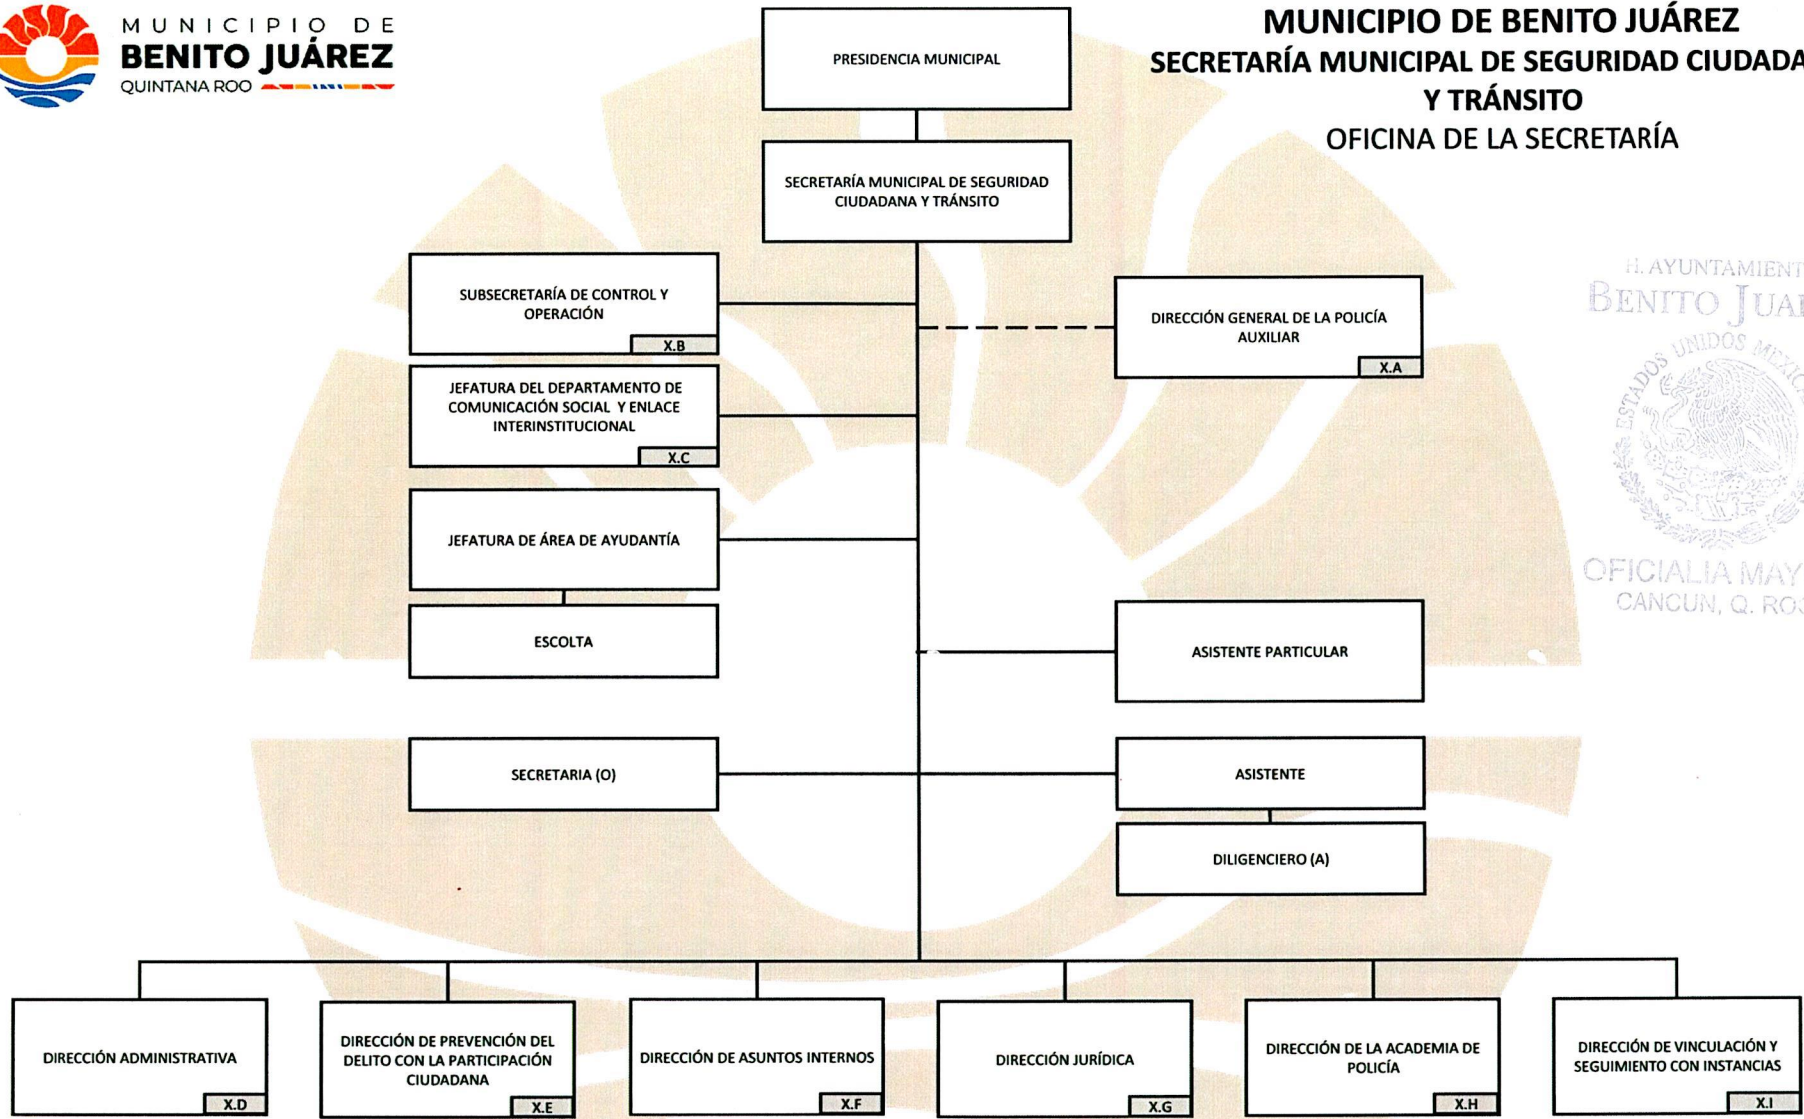 MUNICIPIO DE
BENITO JUÁREZ
QUINTANA ROO
MUNICIPIO DE BENITO JUÁREZ
SECRETARÍA MUNICIPAL DE SEGURIDAD CIUDADA
Y TRÁNSITO
OFICINA DE LA SECRETARÍA
PRESIDENCIA MUNICIPAL
SECRETARÍA MUNICIPAL DE SEGURIDAD
CIUDADANA Y TRÁNSITO
SUBSECRETARÍA DE CONTROL Y
OPERACIÓN
X.B
DIRECCIÓN GENERAL DE LA POLICÍA
AUXILIAR
X.A
H. AYUNTAMIENT
BENITO JUA
ESTADOS UNIDOS MEXIC
OFICIALIA MAY
CANCUN, Q. ROO
JEFATURA DEL DEPARTAMENTO DE
COMUNICACIÓN SOCIAL Y ENLACE
INTERINSTITUCIONAL
X.C
JEFATURA DE ÁREA DE AYUDANTÍA
ESCOLTA
ASISTENTE PARTICULAR
SECRETARIA (O)
ASISTENTE
DILIGENCIERO (A)
DIRECCIÓN ADMINISTRATIVA
X.D
DIRECCIÓN DE PREVENCIÓN DEL
DELITO CON LA PARTICIPACIÓN
CIUDADANA
X.E
DIRECCIÓN DE ASUNTOS INTERNOS
X.F
DIRECCIÓN JURÍDICA
X.G
DIRECCIÓN DE LA ACADEMIA DE
POLICÍA
X.H
DIRECCIÓN DE VINCULACIÓN Y
SEGUIMIENTO CON INSTANCIAS
X.I